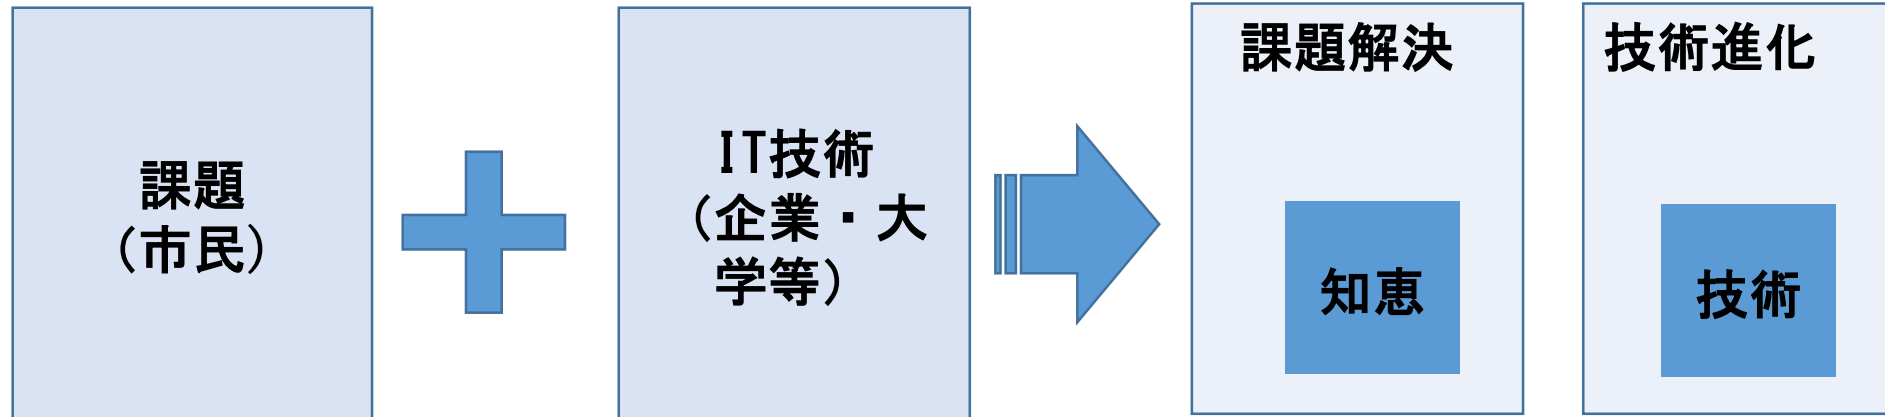 課題
（市民）
IT技術
（企業・大
学等）
課題解決
知恵
技術進化
技術